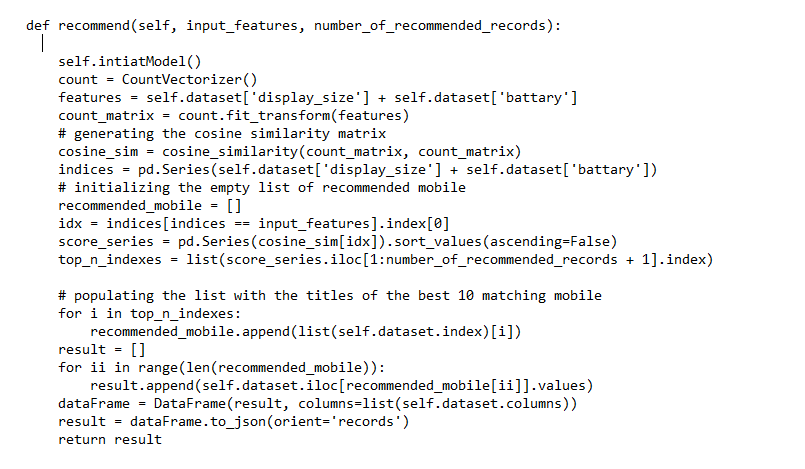 def recommend(self, input_features, number_of_recommended_records):
    self.intiatModel()
    count = CountVectorizer()
    features = self.dataset['display_size'] + self.dataset['battary']
    count_matrix = count.fit_transform(features)
    # generating the cosine similarity matrix
    cosine_sim = cosine_similarity(count_matrix, count_matrix)
    indices = pd.Series(self.dataset['display_size'] + self.dataset['battary'])
    # initializing the empty list of recommended mobile
    recommended_mobile = []
    idx = indices[indices == input_features].index[0]
    score_series = pd.Series(cosine_sim[idx]).sort_values(ascending=False)
    top_n_indexes = list(score_series.iloc[1:number_of_recommended_records + 1].index)
    # populating the list with the titles of the best 10 matching mobile
    for i in top_n_indexes:
        recommended_mobile.append(list(self.dataset.index)[i])
    result = []
    for ii in range(len(recommended_mobile)):
        result.append(self.dataset.iloc[recommended_mobile[ii]].values)
    dataFrame = DataFrame(result, columns=list(self.dataset.columns))
    result = dataFrame.to_json(orient='records')
    return result